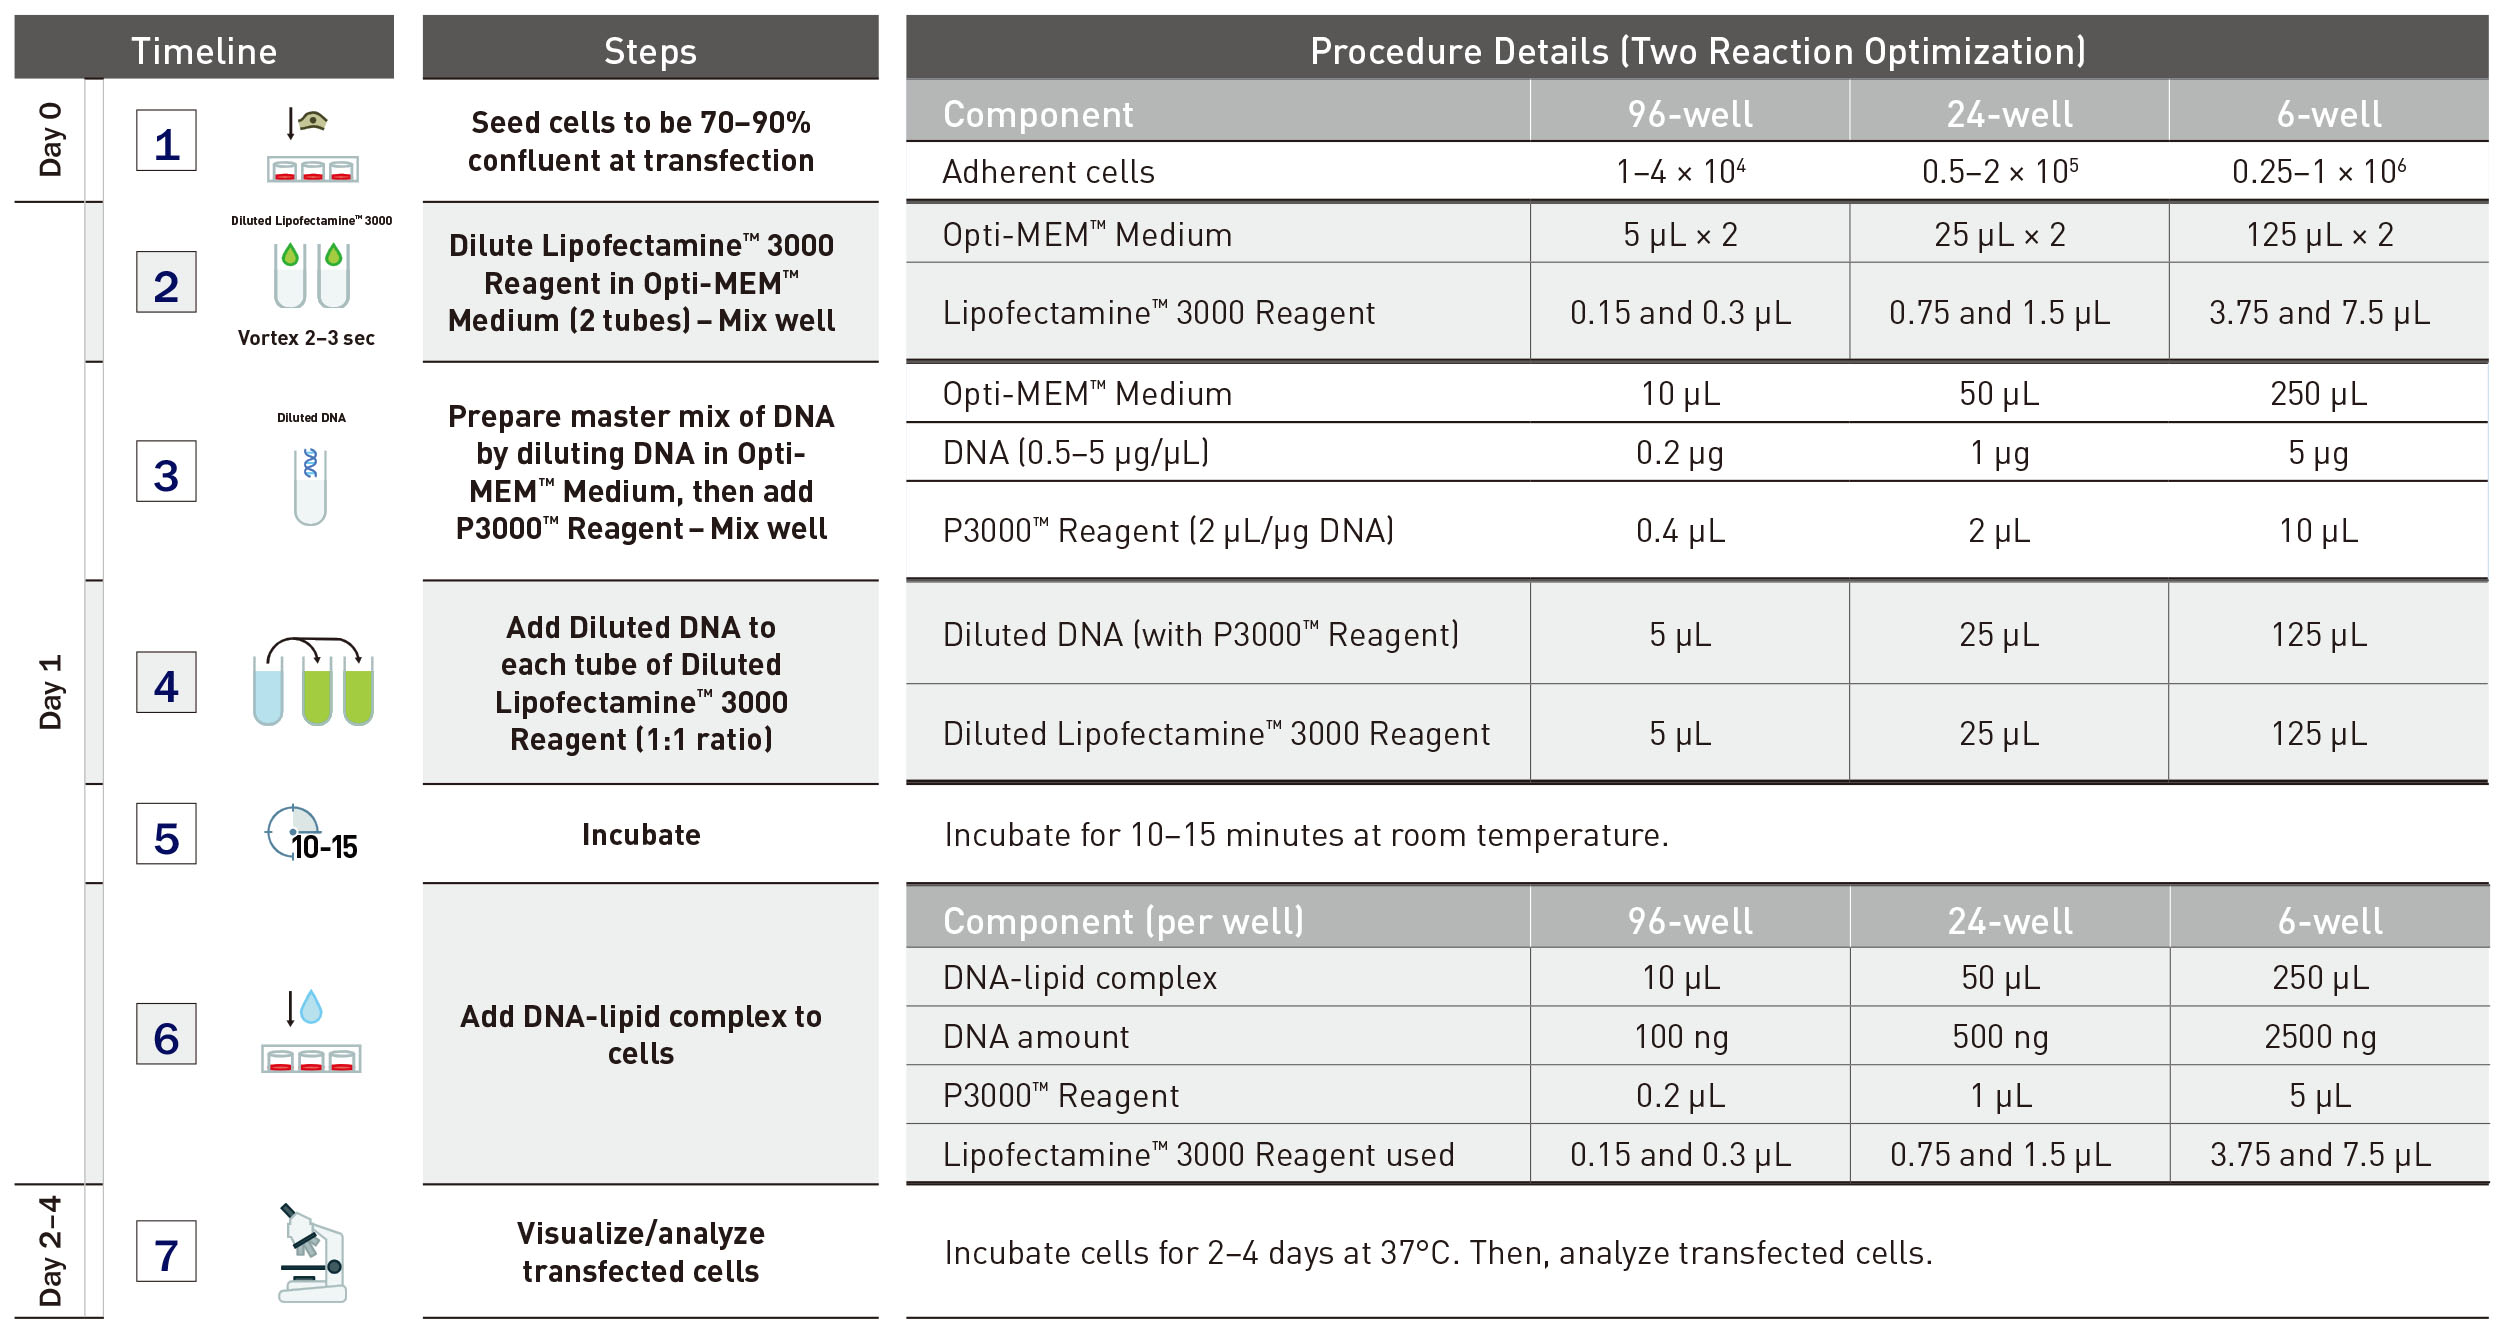 Timeline Steps Procedure Details (Two Reaction Optimization)
Day 0
1
Seed cells to be 70–90%
confluent at transfection
Component 96-well 24-well 6-well
Adherent cells 1–4 × 10⁴ 0.5–2 × 10⁵ 0.25–1 × 10⁶
Day 1
2
Diluted Lipofectamine™ 3000
Vortex 2–3 sec
Dilute Lipofectamine™ 3000
Reagent in Opti-MEM™
Medium (2 tubes) – Mix well
Opti-MEM™ Medium 5 µL × 2 25 µL × 2 125 µL × 2
Lipofectamine™ 3000 Reagent 0.15 and 0.3 µL 0.75 and 1.5 µL 3.75 and 7.5 µL
3
Diluted DNA
Prepare master mix of DNA
by diluting DNA in Opti-
MEM™ Medium, then add
P3000™ Reagent – Mix well
Opti-MEM™ Medium 10 µL 50 µL 250 µL
DNA (0.5–5 µg/µL) 0.2 µg 1 µg 5 µg
P3000™ Reagent (2 µL/µg DNA) 0.4 µL 2 µL 10 µL
4
Add Diluted DNA to
each tube of Diluted
Lipofectamine™ 3000
Reagent (1:1 ratio)
Diluted DNA (with P3000™ Reagent) 5 µL 25 µL 125 µL
Diluted Lipofectamine™ 3000 Reagent 5 µL 25 µL 125 µL
5
10-15
Incubate
Incubate for 10–15 minutes at room temperature.
6
Add DNA-lipid complex to
cells
Component (per well) 96-well 24-well 6-well
DNA-lipid complex 10 µL 50 µL 250 µL
DNA amount 100 ng 500 ng 2500 ng
P3000™ Reagent 0.2 µL 1 µL 5 µL
Lipofectamine™ 3000 Reagent used 0.15 and 0.3 µL 0.75 and 1.5 µL 3.75 and 7.5 µL
Day 2–4
7
Visualize/analyze
transfected cells
Incubate cells for 2–4 days at 37°C. Then, analyze transfected cells.